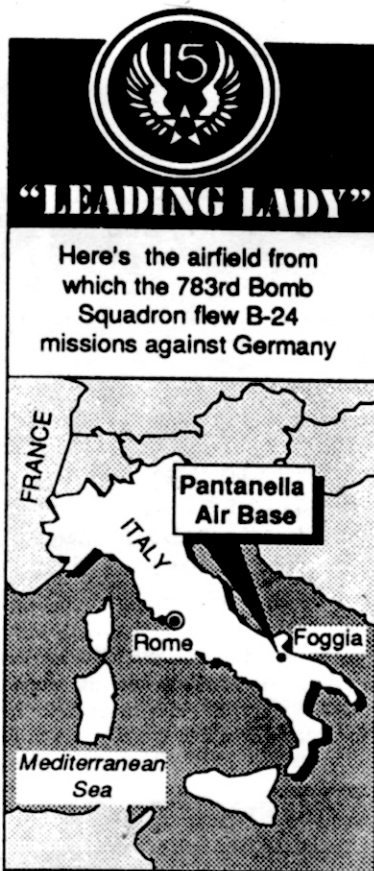 15
"LEADING LADY"
Here's the airfield from
which the 783rd Bomb
Squadron flew B-24
missions against Germany
FRANCE
Pantanella
Air Base
ITALY
Rome
Foggia
Mediterranean
Sea